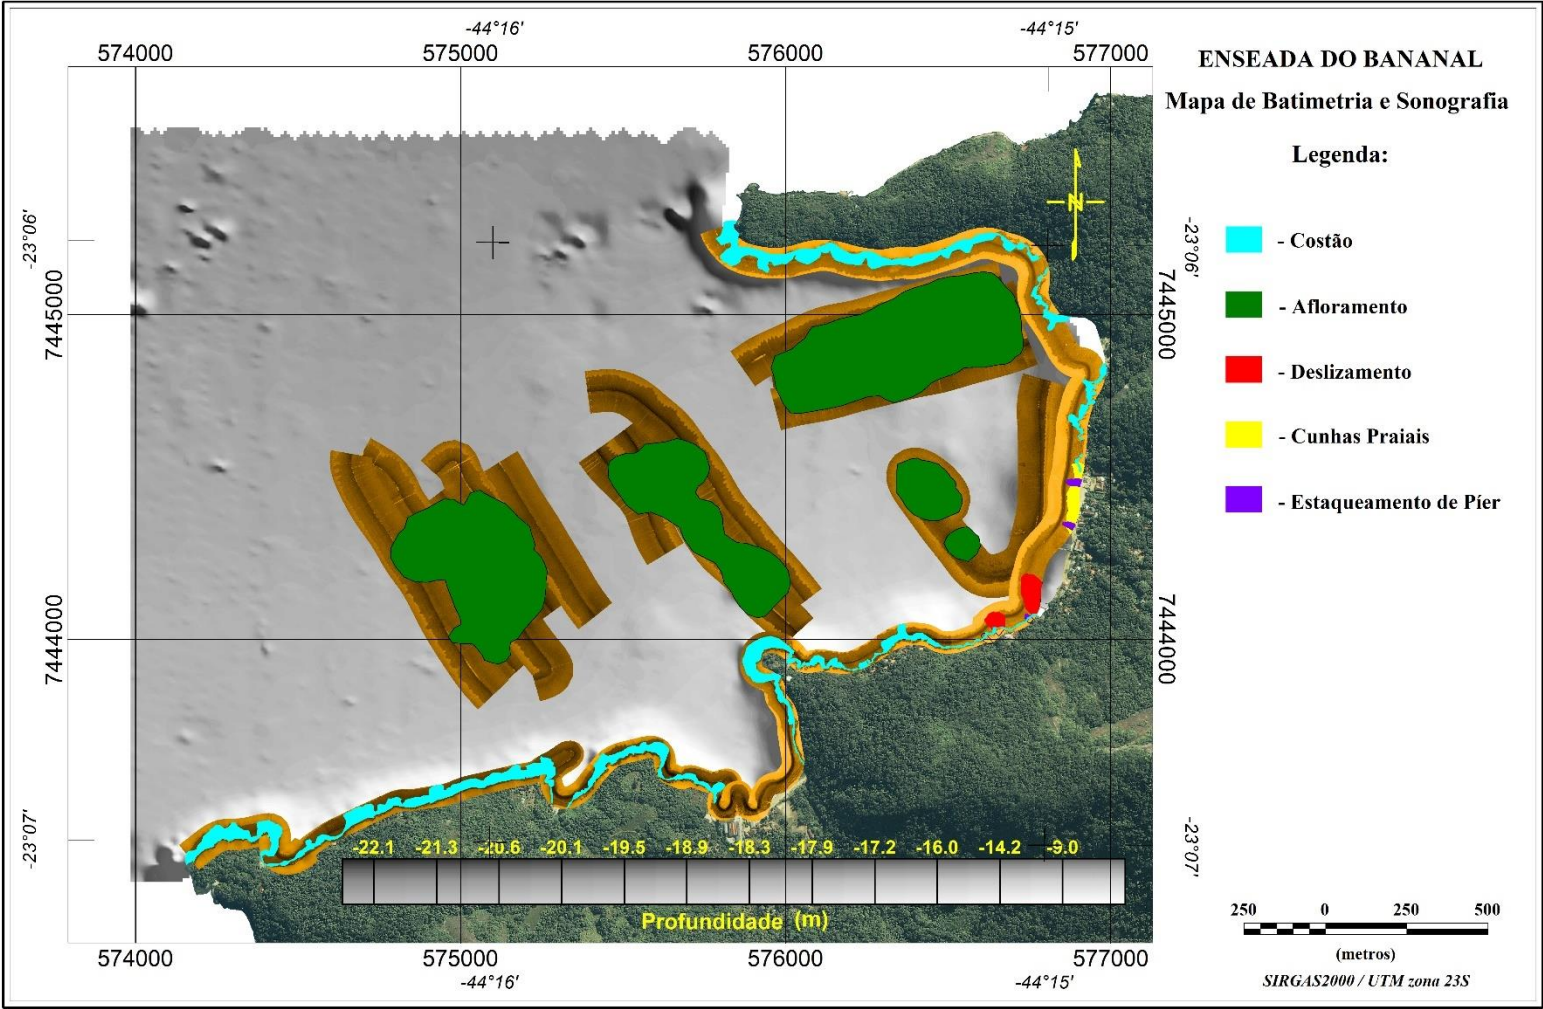 -44°16'
-44°15'
574000
575000
576000
577000
ENSEADA DO BANANAL
Mapa de Batimetria e Sonografia
Legenda:
N
-23°06'
-23°06'
- Costão
7445000
7445000
- Afloramento
- Deslizamento
- Cunhas Praiais
- Estaqueamento de Píer
7444000
7444000
-23°07'
-23°07'
-22.1 -21.3 -20.6 -20.1 -19.5 -18.9 -18.3 -17.9 -17.2 -16.0 -14.2 -9.0
Profundidade (m)
250 0 250 500
(metros)
SIRGAS2000 / UTM zona 23S
574000
575000
576000
577000
-44°16'
-44°15'